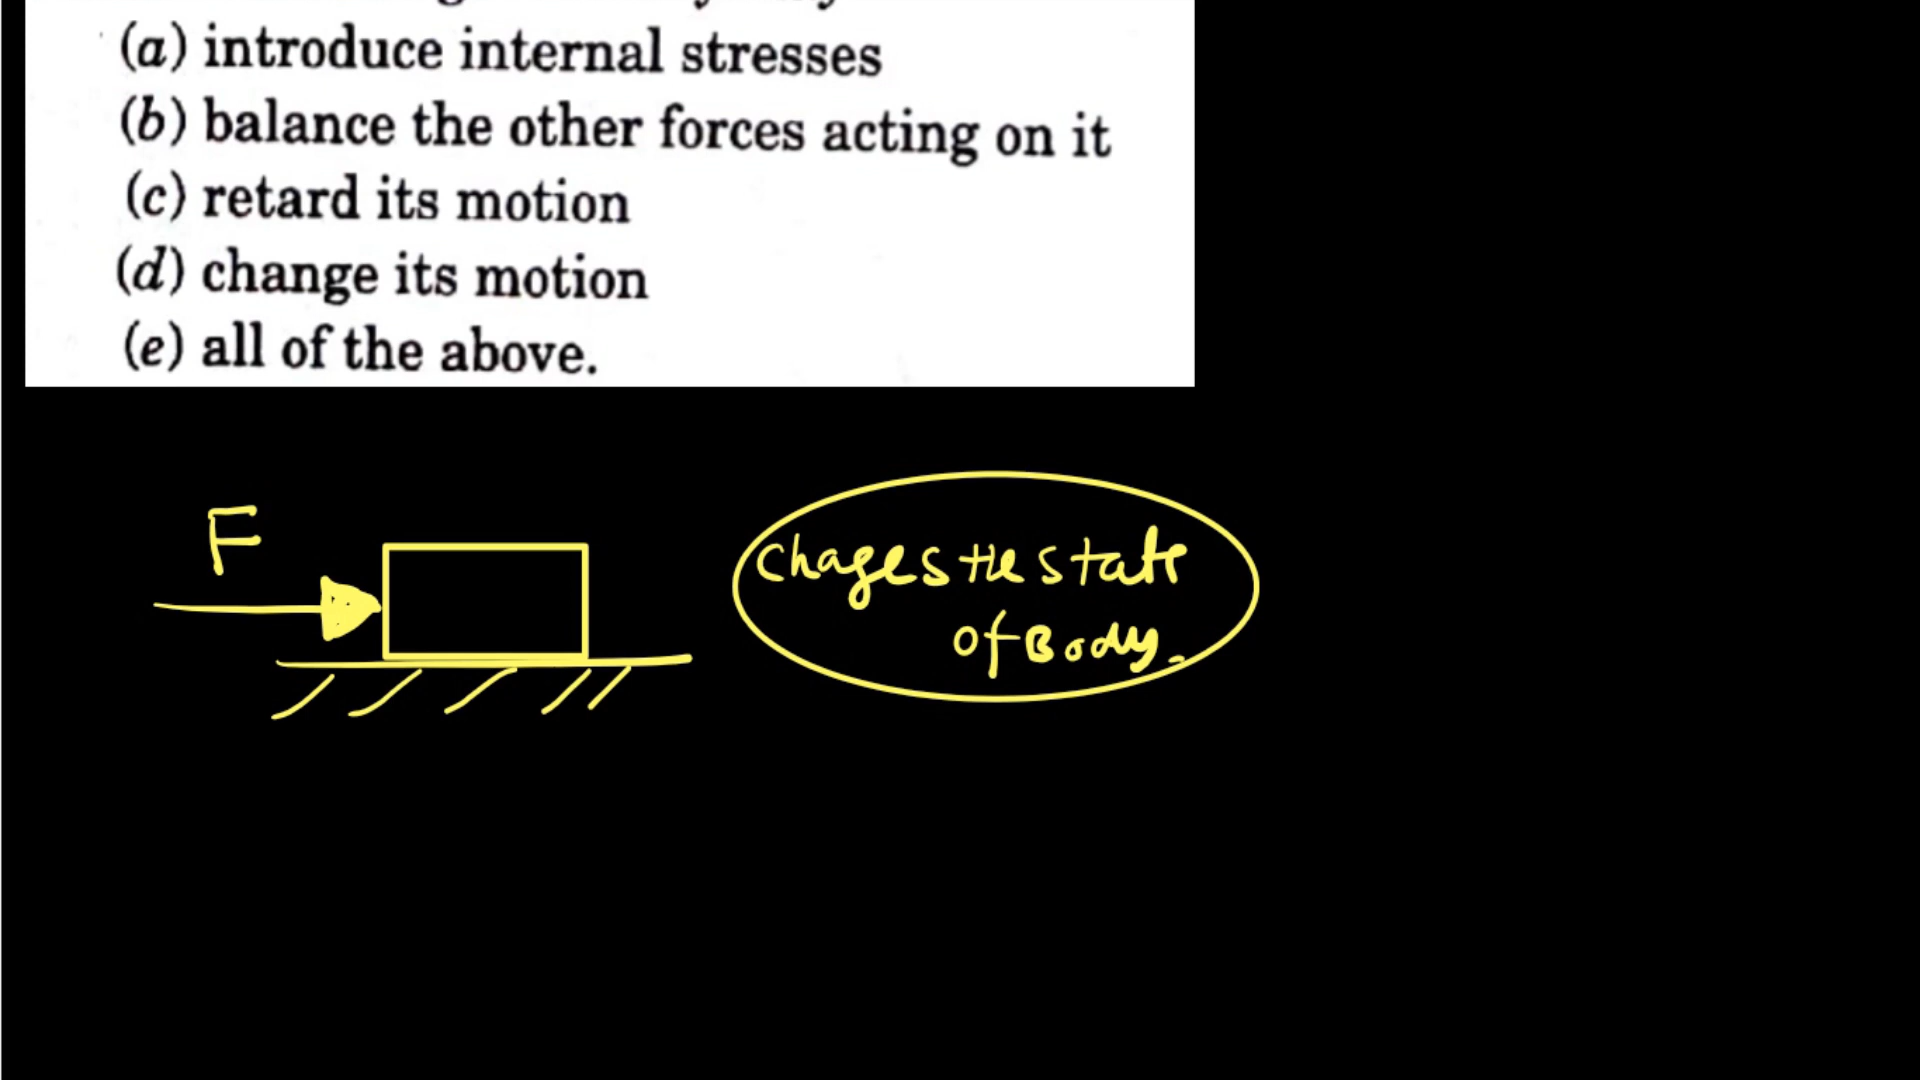 (a) introduce internal stresses
(b) balance the other forces acting on it
(c) retard its motion
(d) change its motion
(e) all of the above.
F
Chages the state
of Body.